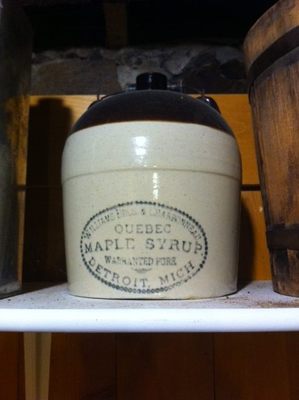 WILLIAMS BROS. & CHARBONNEAU
QUEBEC
MAPLE SYRUP
WARRANTED PURE
DETROIT, MICH